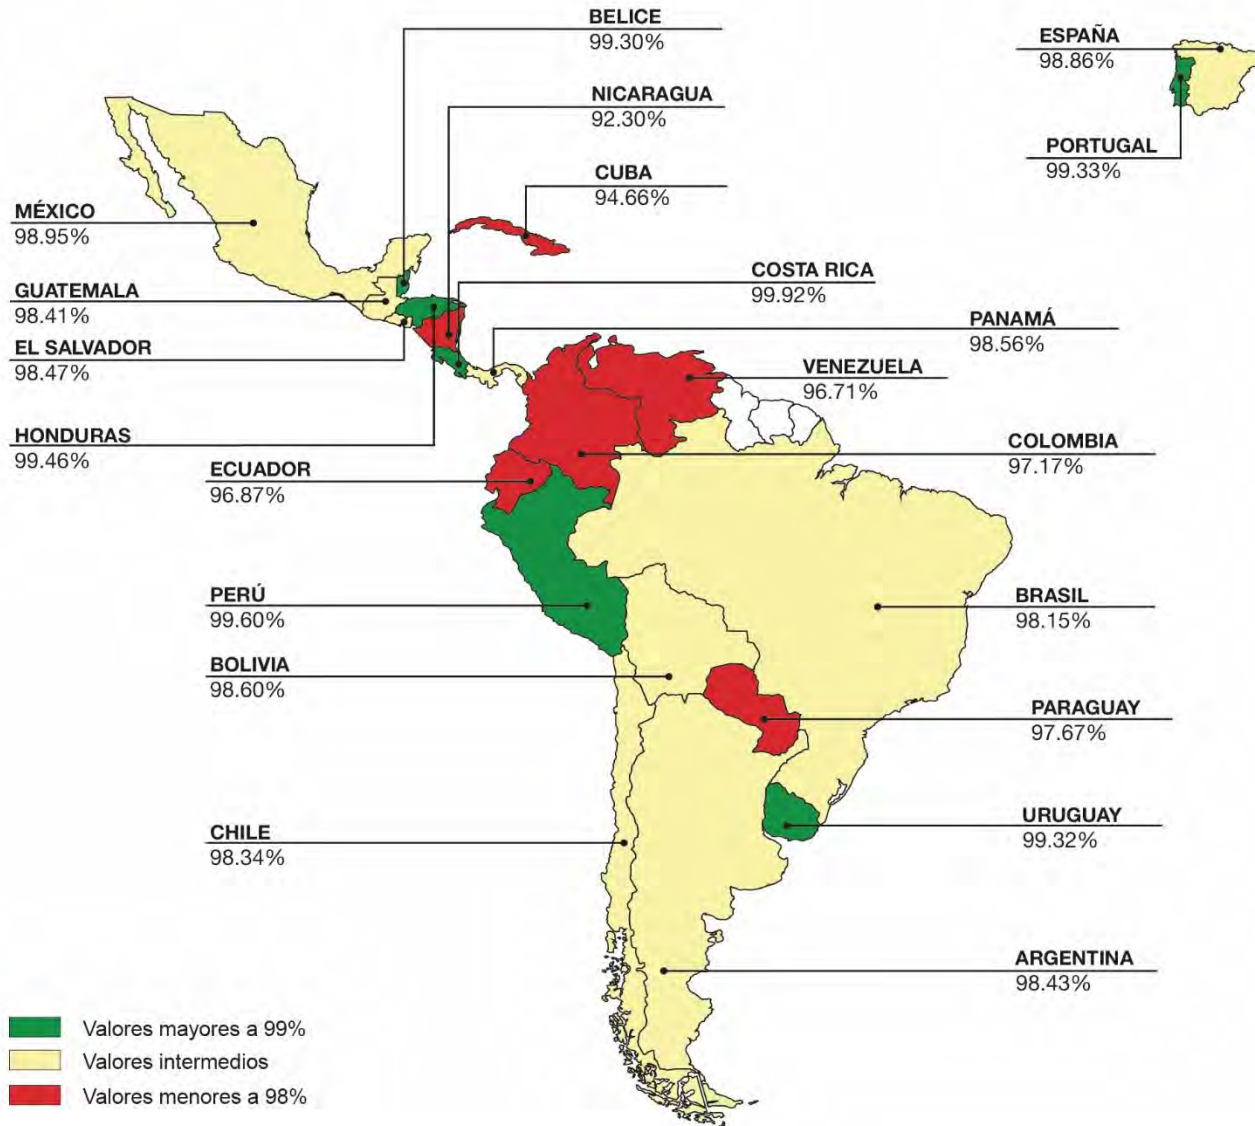 BELICE
99.30%
ESPAÑA
98.86%
NICARAGUA
92.30%
PORTUGAL
99.33%
CUBA
94.66%
MÉXICO
98.95%
COSTA RICA
99.92%
GUATEMALA
98.41%
PANAMÁ
98.56%
EL SALVADOR
98.47%
VENEZUELA
96.71%
HONDURAS
99.46%
COLOMBIA
97.17%
ECUADOR
96.87%
PERÚ
99.60%
BRASIL
98.15%
BOLIVIA
98.60%
PARAGUAY
97.67%
URUGUAY
99.32%
CHILE
98.34%
ARGENTINA
98.43%
Valores mayores a 99%
Valores intermedios
Valores menores a 98%